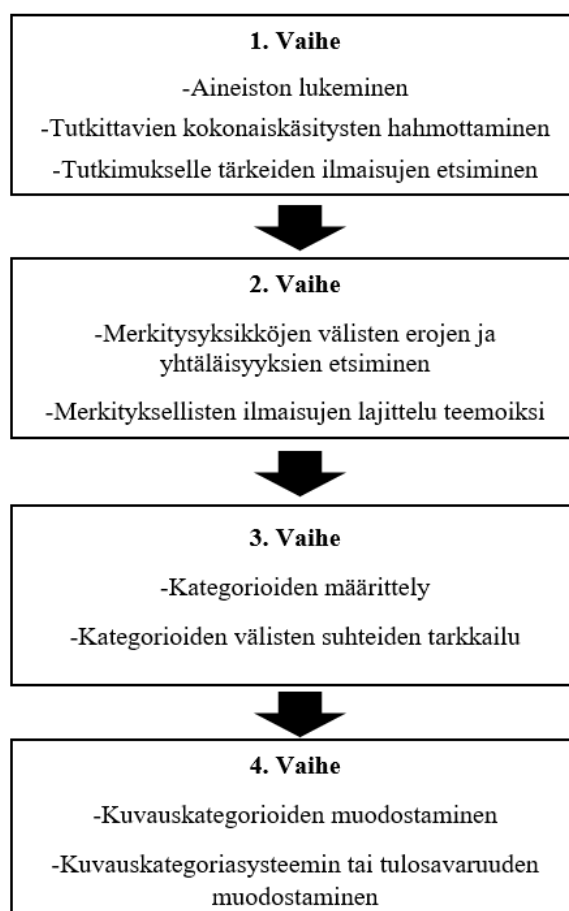 1. Vaihe
-Aineiston lukeminen
-Tutkittavien kokonaiskäsitysten hahmottaminen
-Tutkimukselle tärkeiden ilmaisujen etsiminen
2. Vaihe
-Merkitysyksikköjen välisten erojen ja
yhtäläisyyksien etsiminen
-Merkityksellisten ilmaisujen lajittelu teemoiksi
3. Vaihe
-Kategorioiden määrittely
-Kategorioiden välisten suhteiden tarkkailu
4. Vaihe
-Kuvauskategorioiden muodostaminen
-Kuvauskategoriasysteemin tai tulosavaruuden
muodostaminen